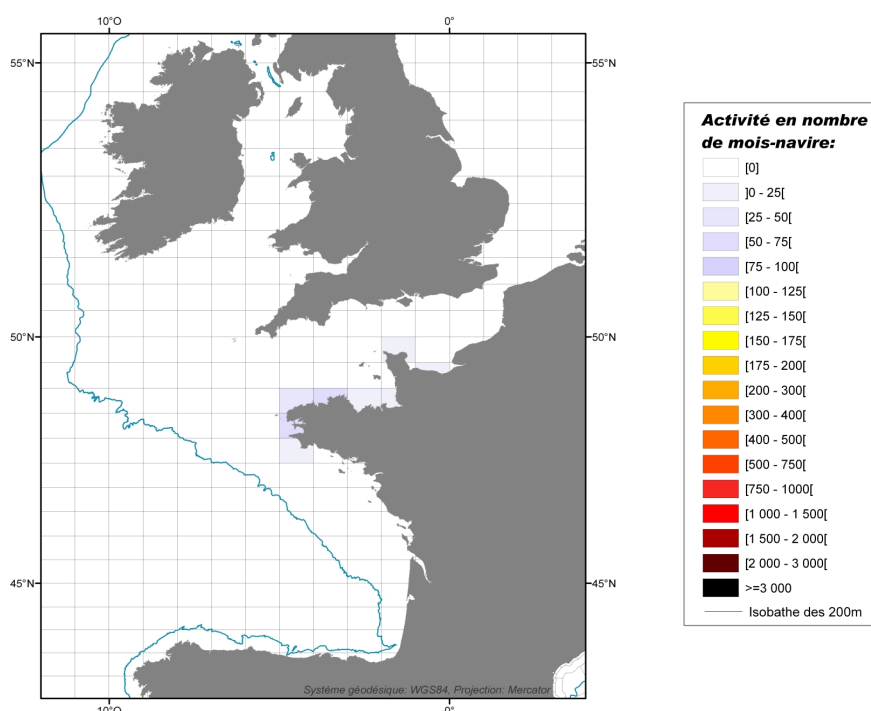 10°O 0°
55°N 55°N
50°N 50°N
45°N 45°N
Système géodésique: WGS84, Projection: Mercator
10°O 0°
Activité en nombre
de mois-navire:
[0]
]0 - 25[
[25 - 50[
[50 - 75[
[75 - 100[
[100 - 125[
[125 - 150[
[150 - 175[
[175 - 200[
[200 - 300[
[300 - 400[
[400 - 500[
[500 - 750[
[750 - 1000[
[1 000 - 1 500[
[1 500 - 2 000[
[2 000 - 3 000[
>=3 000
Isobathe des 200m